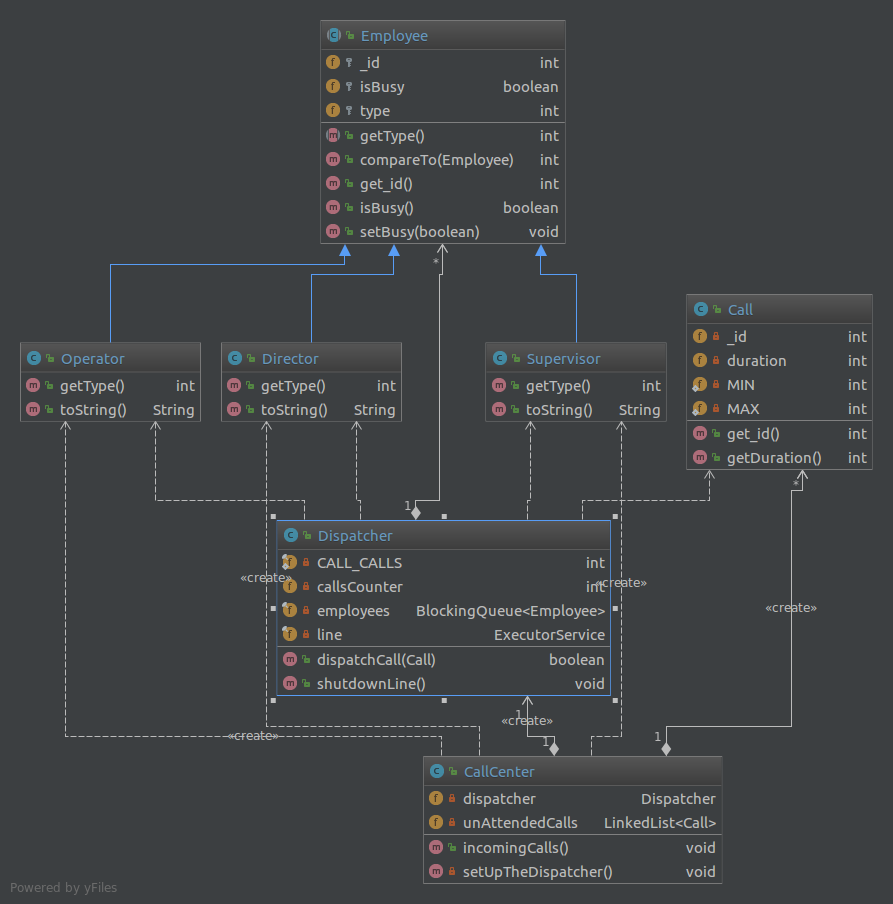 Employee
_id int
isBusy boolean
type int
getType() int
compareTo(Employee) int
get_id() int
isBusy() boolean
setBusy(boolean) void
*
Operator
getType() int
toString() String
Director
getType() int
toString() String
Supervisor
getType() int
toString() String
Call
_id int
duration int
MIN int
MAX int
get_id() int
getDuration() int
*
1
Dispatcher
CALL_CALLS int
callsCounter int
employees BlockingQueue<Employee>
line ExecutorService
dispatchCall(Call) boolean
shutdownLine() void
«create»
«create»
«create»
1
«create»
«create»
1
1
CallCenter
dispatcher Dispatcher
unAttendedCalls LinkedList<Call>
incomingCalls() void
setUpTheDispatcher() void
Powered by yFiles